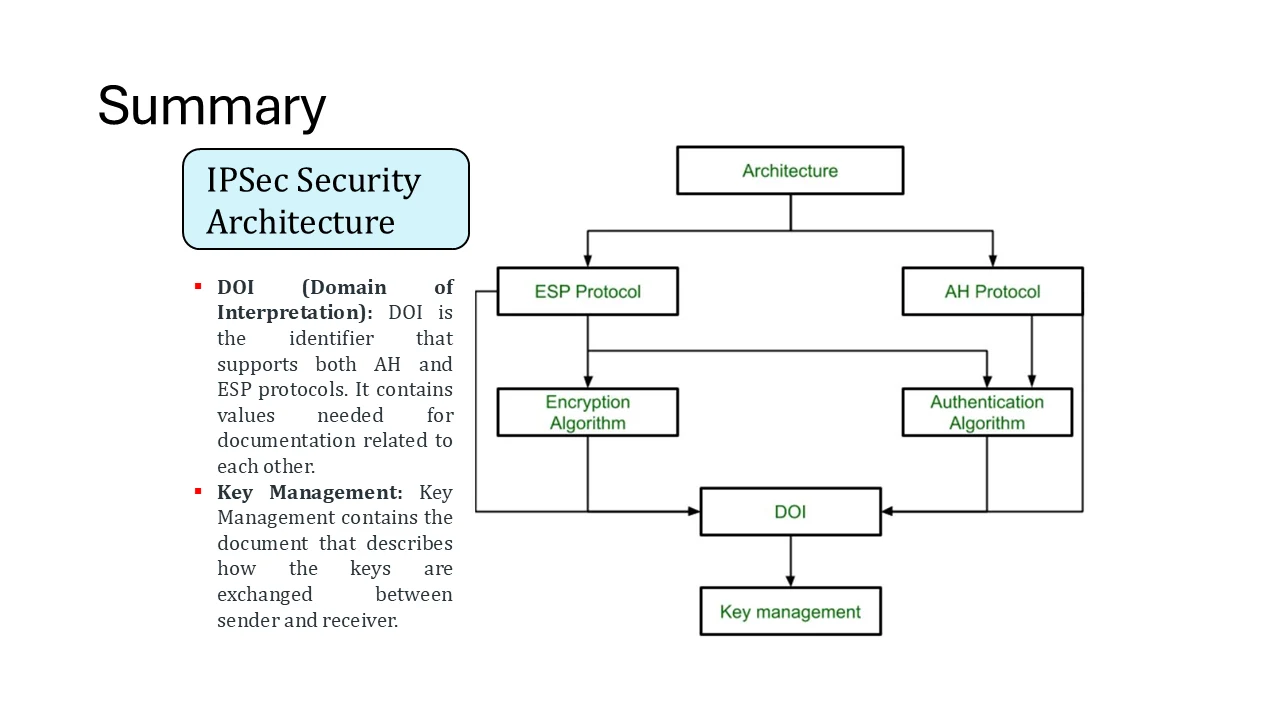 Summary
IPSec Security
Architecture
▪ DOI (Domain of
Interpretation): DOI is
the identifier that
supports both AH and
ESP protocols. It contains
values needed for
documentation related to
each other.
▪ Key Management: Key
Management contains the
document that describes
how the keys are
exchanged between
sender and receiver.
Architecture
ESP Protocol
AH Protocol
Encryption
Algorithm
Authentication
Algorithm
DOI
Key management